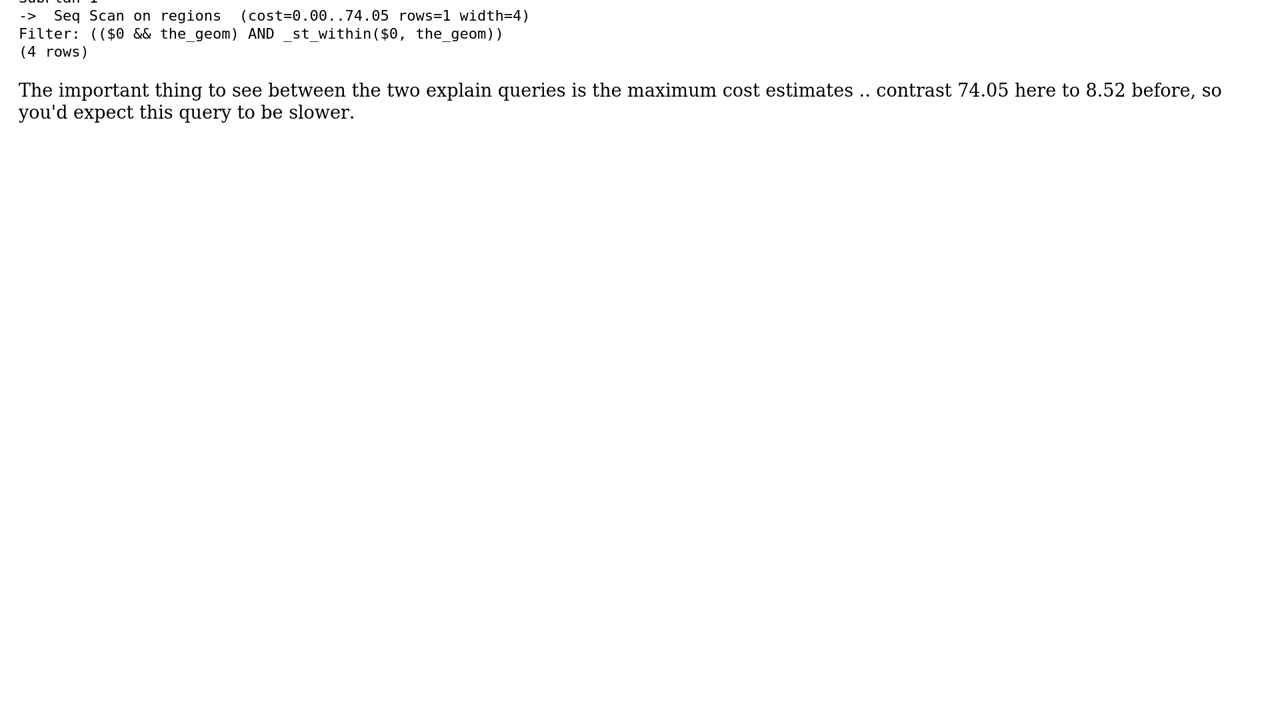 -> Seq Scan on regions (cost=0.00..74.05 rows=1 width=4)
Filter: (($0 && the_geom) AND _st_within($0, the_geom))
(4 rows)
The important thing to see between the two explain queries is the maximum cost estimates .. contrast 74.05 here to 8.52 before, so
you'd expect this query to be slower.